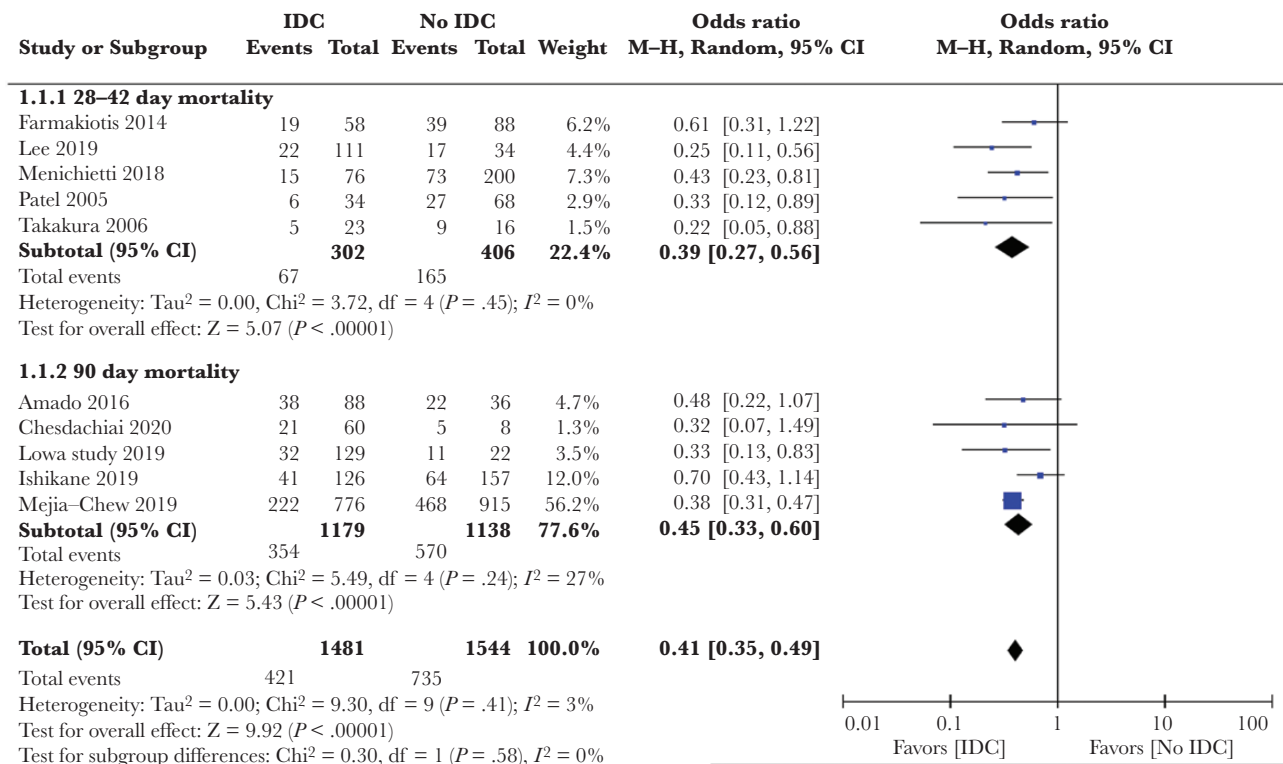 IDC No IDC Odds ratio Odds ratio
Study or Subgroup Events Total Events Total Weight M–H, Random, 95% CI M–H, Random, 95% CI
1.1.1 28–42 day mortality
Farmakiotis 2014 19 58 39 88 6.2% 0.61 [0.31, 1.22]
Lee 2019 22 111 17 34 4.4% 0.25 [0.11, 0.56]
Menichietti 2018 15 76 73 200 7.3% 0.43 [0.23, 0.81]
Patel 2005 6 34 27 68 2.9% 0.33 [0.12, 0.89]
Takakura 2006 5 23 9 16 1.5% 0.22 [0.05, 0.88]
Subtotal (95% CI) 302 406 22.4% 0.39 [0.27, 0.56]
Total events 67 165
Heterogeneity: Tau² = 0.00, Chi² = 3.72, df = 4 (P = .45); I² = 0%
Test for overall effect: Z = 5.07 (P < .00001)
1.1.2 90 day mortality
Amado 2016 38 88 22 36 4.7% 0.48 [0.22, 1.07]
Chesdachiai 2020 21 60 5 8 1.3% 0.32 [0.07, 1.49]
Lowa study 2019 32 129 11 22 3.5% 0.33 [0.13, 0.83]
Ishikane 2019 41 126 64 157 12.0% 0.70 [0.43, 1.14]
Mejia–Chew 2019 222 776 468 915 56.2% 0.38 [0.31, 0.47]
Subtotal (95% CI) 1179 1138 77.6% 0.45 [0.33, 0.60]
Total events 354 570
Heterogeneity: Tau² = 0.03; Chi² = 5.49, df = 4 (P = .24); I² = 27%
Test for overall effect: Z = 5.43 (P < .00001)
Total (95% CI) 1481 1544 100.0% 0.41 [0.35, 0.49]
Total events 421 735
Heterogeneity: Tau² = 0.00; Chi² = 9.30, df = 9 (P = .41); I² = 3%
Test for overall effect: Z = 9.92 (P < .00001)
Test for subgroup differences: Chi² = 0.30, df = 1 (P = .58), I² = 0%
0.01 0.1 1 10 100
Favors [IDC] Favors [No IDC]